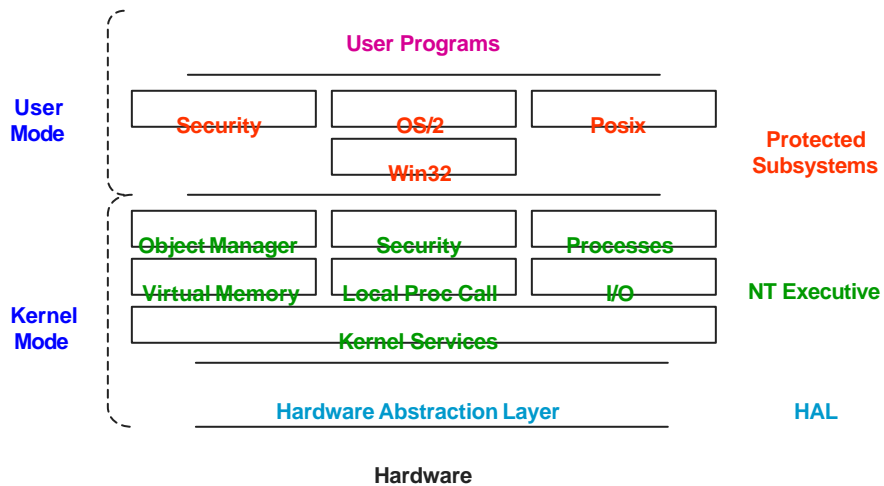 User Programs
User
Mode
Security
OS/2
Posix
Win32
Protected
Subsystems
Object Manager
Security
Processes
Virtual Memory
Local Proc Call
I/O
NT Executive
Kernel
Mode
Kernel Services
Hardware Abstraction Layer
HAL
Hardware